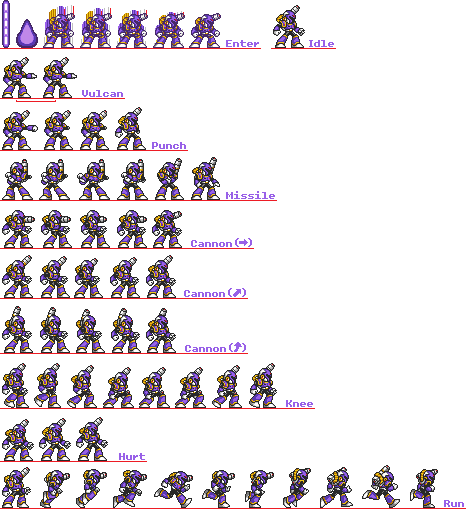 Enter
Idle
Vulcan
Punch
Missile
Cannon(➡)
Cannon(⬈)
Cannon(⤴)
Knee
Hurt
Run